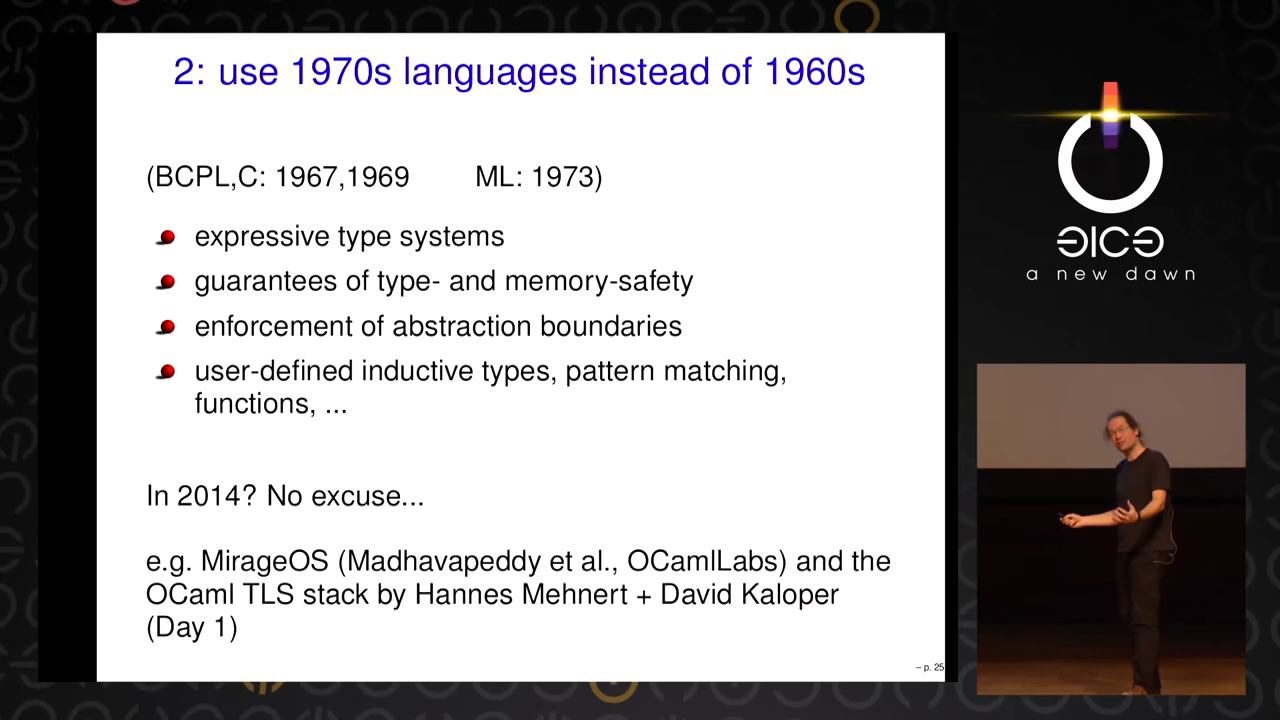 2: use 1970s languages instead of 1960s
(BCPL,C: 1967,1969 ML: 1973)
expressive type systems
guarantees of type- and memory-safety
enforcement of abstraction boundaries
user-defined inductive types, pattern matching,
functions, ...
In 2014? No excuse...
e.g. MirageOS (Madhavapeddy et al., OCamlLabs) and the
OCaml TLS stack by Hannes Mehnert + David Kaloper
(Day 1)
– p. 25
a new dawn